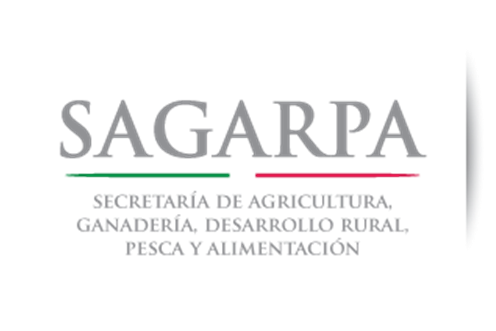 SAGARPA
SECRETARÍA DE AGRICULTURA,
GANADERÍA, DESARROLLO RURAL,
PESCA Y ALIMENTACIÓN